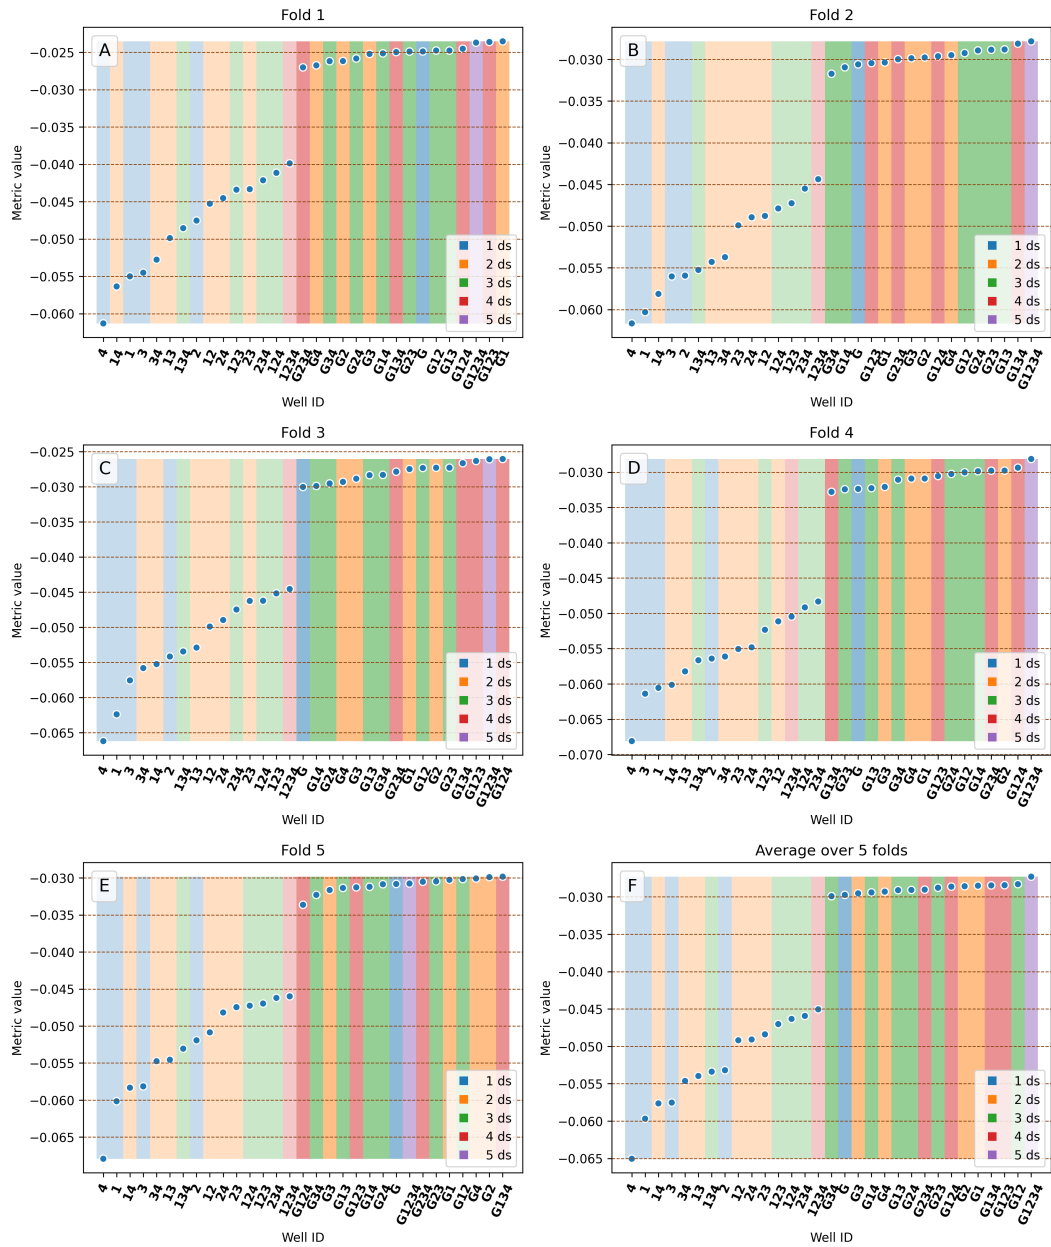 Fold 1
A
Metric value
−0.025
−0.030
−0.035
−0.040
−0.045
−0.050
−0.055
−0.060
1 ds
2 ds
3 ds
4 ds
5 ds
4 14 1 3 34 13 134 2 12 24 123 23 234 124 1234 G234 G4 G34 G2 G24 G3 G14 G134 G23 G G12 G13 G124 G1234 G123 G1
Well ID
Fold 2
B
Metric value
−0.030
−0.035
−0.040
−0.045
−0.050
−0.055
−0.060
1 ds
2 ds
3 ds
4 ds
5 ds
4 1 14 3 2 134 13 34 23 24 12 124 123 234 1234 G34 G14 G G123 G1 G234 G3 G2 G124 G4 G12 G24 G23 G13 G134 G1234
Well ID
Fold 3
C
Metric value
−0.025
−0.030
−0.035
−0.040
−0.045
−0.050
−0.055
−0.060
−0.065
1 ds
2 ds
3 ds
4 ds
5 ds
4 1 3 34 14 2 134 13 12 24 234 23 124 123 1234 G G14 G24 G4 G3 G13 G34 G234 G1 G12 G2 G23 G134 G123 G1234 G124
Well ID
Fold 4
D
Metric value
−0.030
−0.035
−0.040
−0.045
−0.050
−0.055
−0.060
−0.065
−0.070
1 ds
2 ds
3 ds
4 ds
5 ds
4 3 1 14 13 134 2 34 23 24 123 12 1234 124 234 G134 G23 G G13 G3 G34 G4 G1 G123 G24 G12 G14 G234 G2 G124 G1234
Well ID
Fold 5
E
Metric value
−0.030
−0.035
−0.040
−0.045
−0.050
−0.055
−0.060
−0.065
1 ds
2 ds
3 ds
4 ds
5 ds
4 1 14 3 34 13 134 2 12 24 23 124 123 234 1234 G124 G34 G3 G13 G123 G14 G24 G G1234 G234 G23 G1 G12 G4 G2 G134
Well ID
Average over 5 folds
F
Metric value
−0.030
−0.035
−0.040
−0.045
−0.050
−0.055
−0.060
−0.065
1 ds
2 ds
3 ds
4 ds
5 ds
4 1 14 3 34 13 134 2 12 24 23 123 124 234 1234 G34 G G3 G14 G4 G13 G24 G234 G23 G124 G2 G1 G134 G123 G12 G1234
Well ID